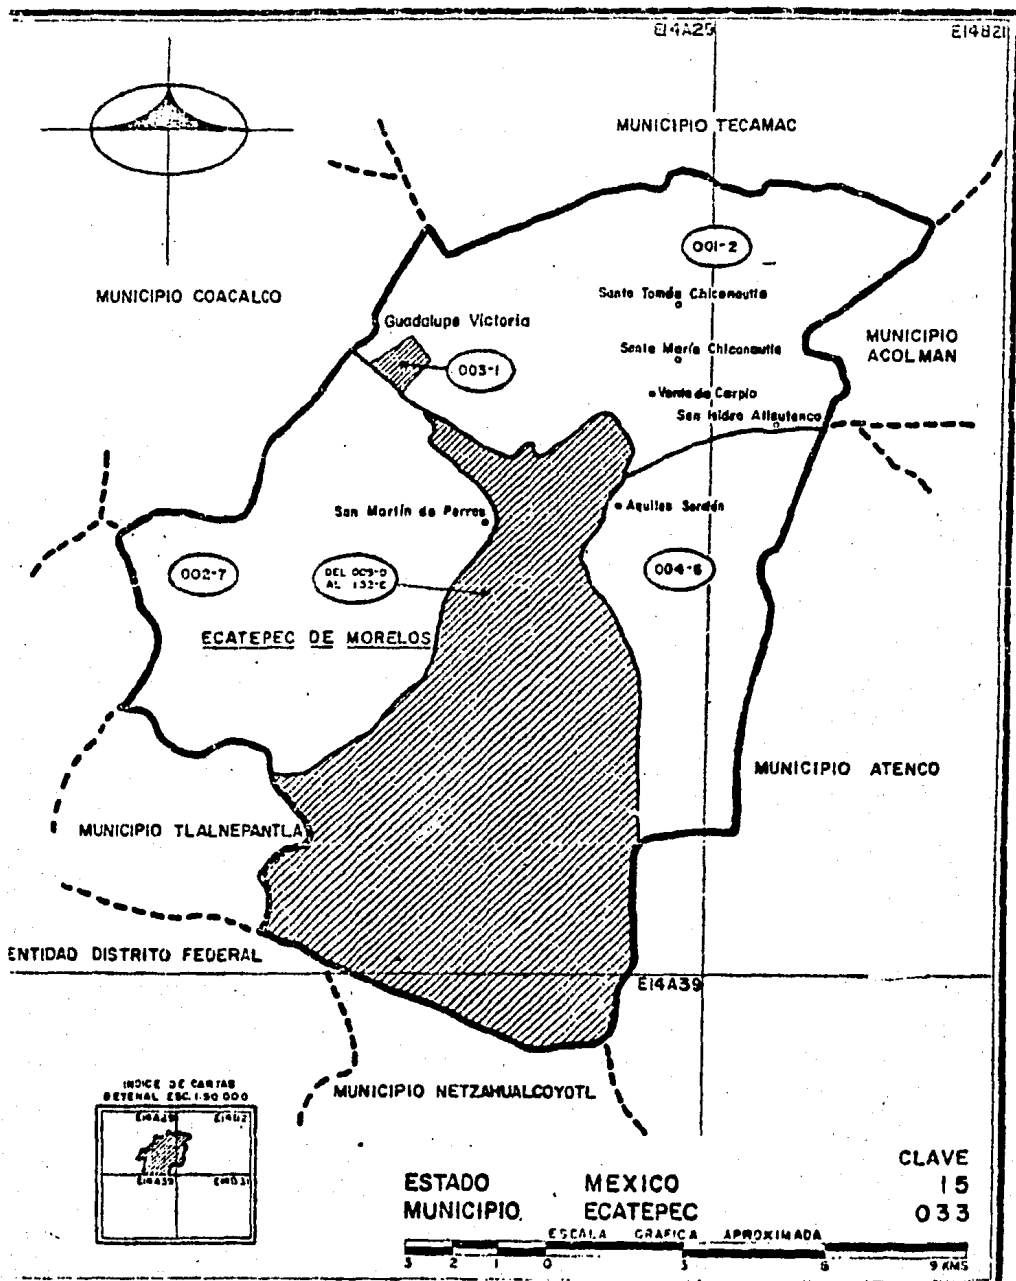 E14A29
E14B21
MUNICIPIO TECAMAC
001-2
MUNICIPIO COACALCO
Santo Tomás Chiconautla
Guadalupe Victoria
MUNICIPIO
ACOLMAN
Santa María Chiconautla
003-1
Venta de Carpio
San Isidro Atlautenco
San Martín de Porres
Aquiles Serdán
002-7
DEL 005-0
AL 132-E
004-6
ECATEPEC DE MORELOS
MUNICIPIO ATENCO
MUNICIPIO TLALNEPANTLA
ENTIDAD DISTRITO FEDERAL
E14A39
MUNICIPIO NETZAHUALCOYOTL
INDICE DE CARTAS
DETENAL ESC. 1:50 000
E14A29
E14B21
E14A39
E14B31
CLAVE
ESTADO MEXICO 15
MUNICIPIO. ECATEPEC 033
ESCALA GRAFICA APROXIMADA
3 2 1 0 3 6 9 KMS